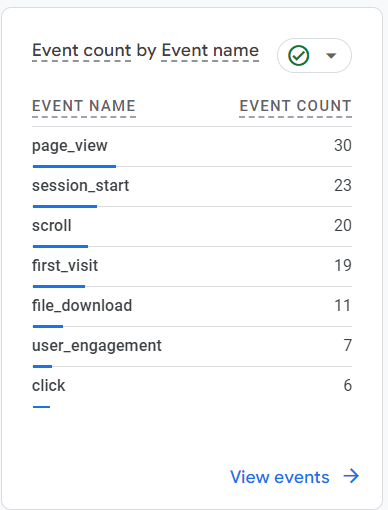 Event count by Event name
EVENT NAME EVENT COUNT
page_view 30
session_start 23
scroll 20
first_visit 19
file_download 11
user_engagement 7
click 6
View events